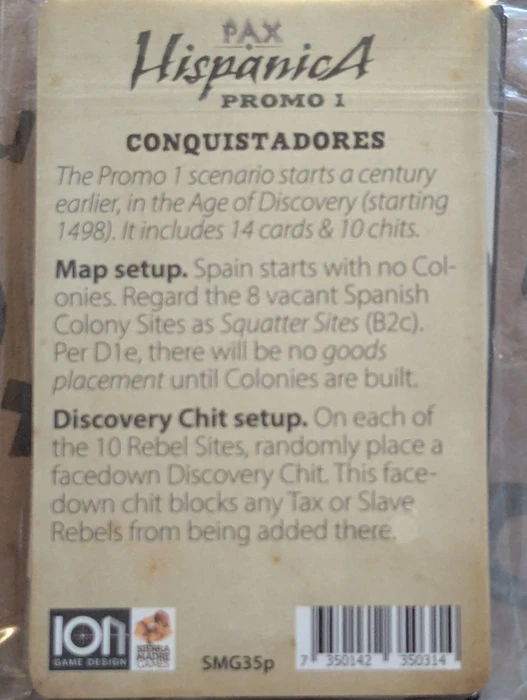 PAX
HispanicA
PROMO 1
CONQUISTADORES
The Promo 1 scenario starts a century
earlier, in the Age of Discovery (starting
1498). It includes 14 cards & 10 chits.
Map setup. Spain starts with no Col-
onies. Regard the 8 vacant Spanish
Colony Sites as Squatter Sites (B2c).
Per D1e, there will be no goods
placement until Colonies are built.
Discovery Chit setup. On each of
the 10 Rebel Sites, randomly place a
facedown Discovery Chit. This face-
down chit blocks any Tax or Slave
Rebels from being added there.
ION
GAME DESIGN
SIERRA
MADRE
GAMES
SMG35p
7 350142 350314